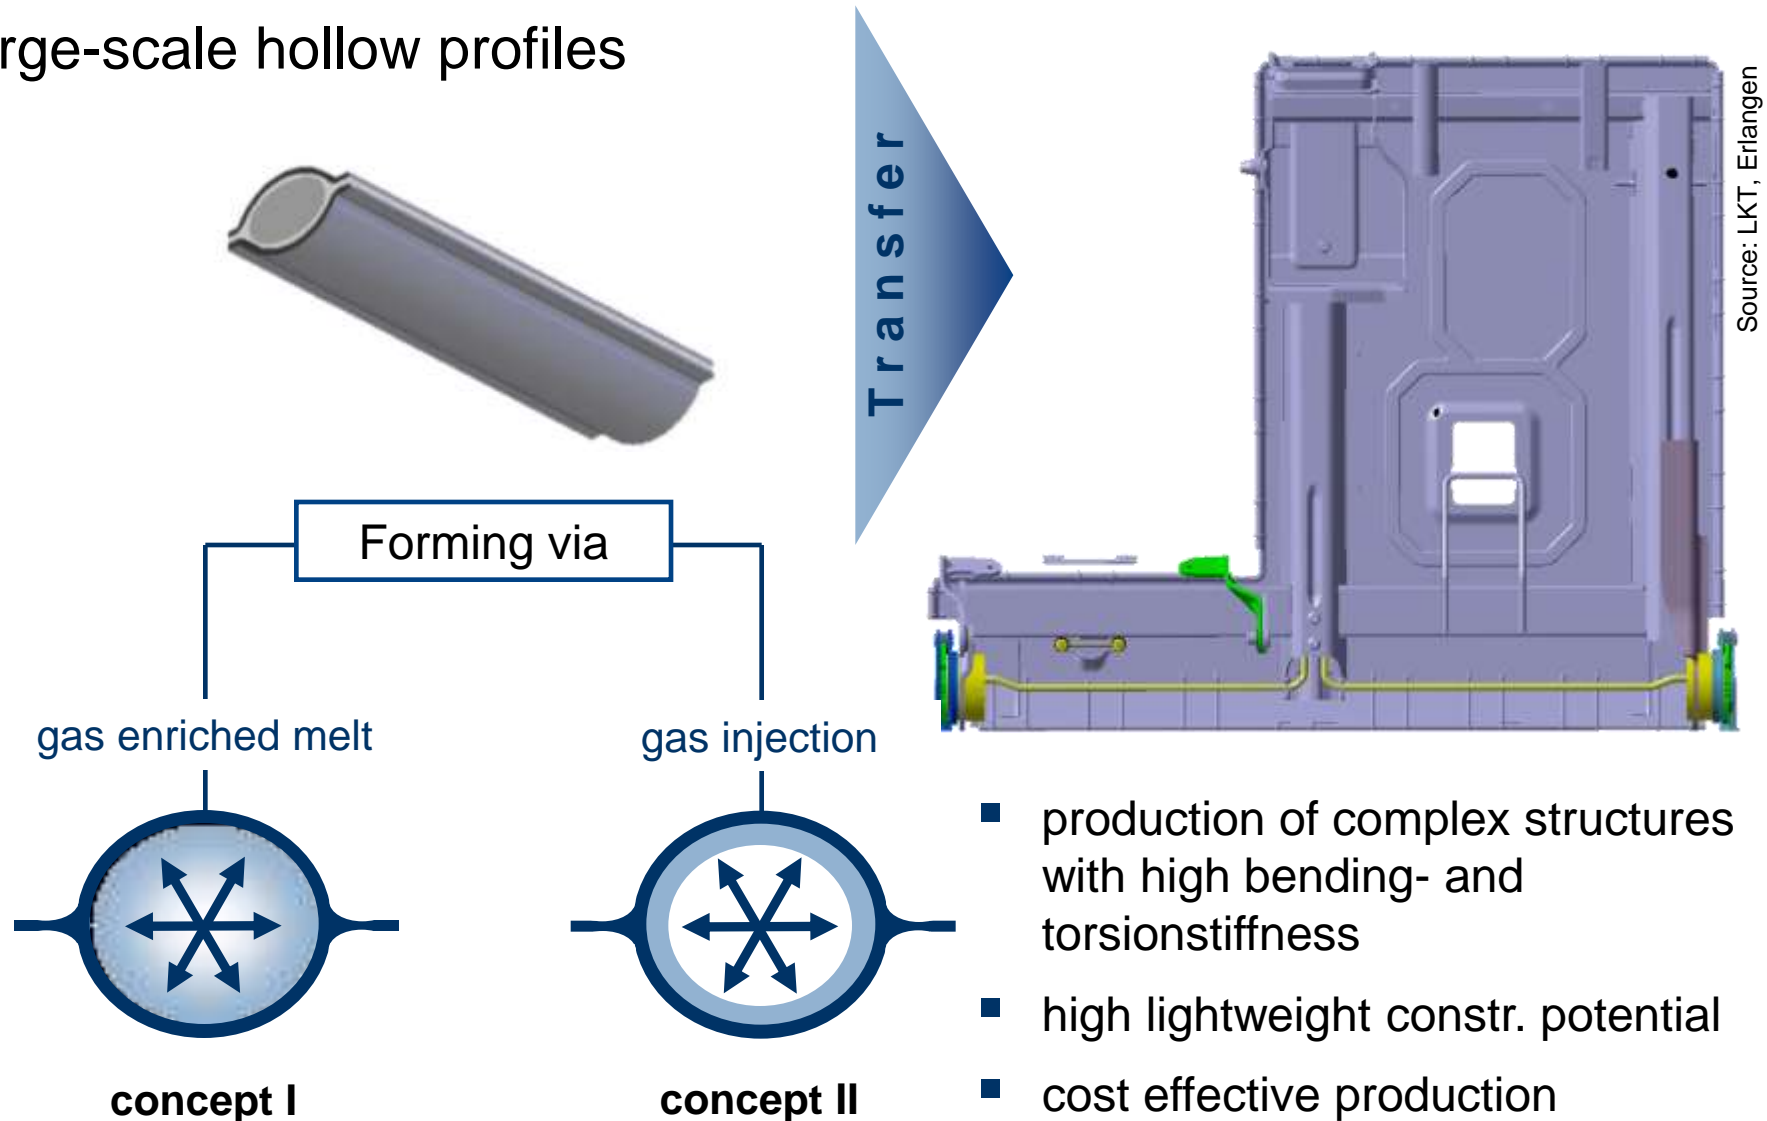 rge-scale hollow profiles
Transfer
Source: LKT, Erlangen
Forming via
gas enriched melt
gas injection
concept I
concept II
production of complex structures
with high bending- and
torsionstiffness
high lightweight constr. potential
cost effective production